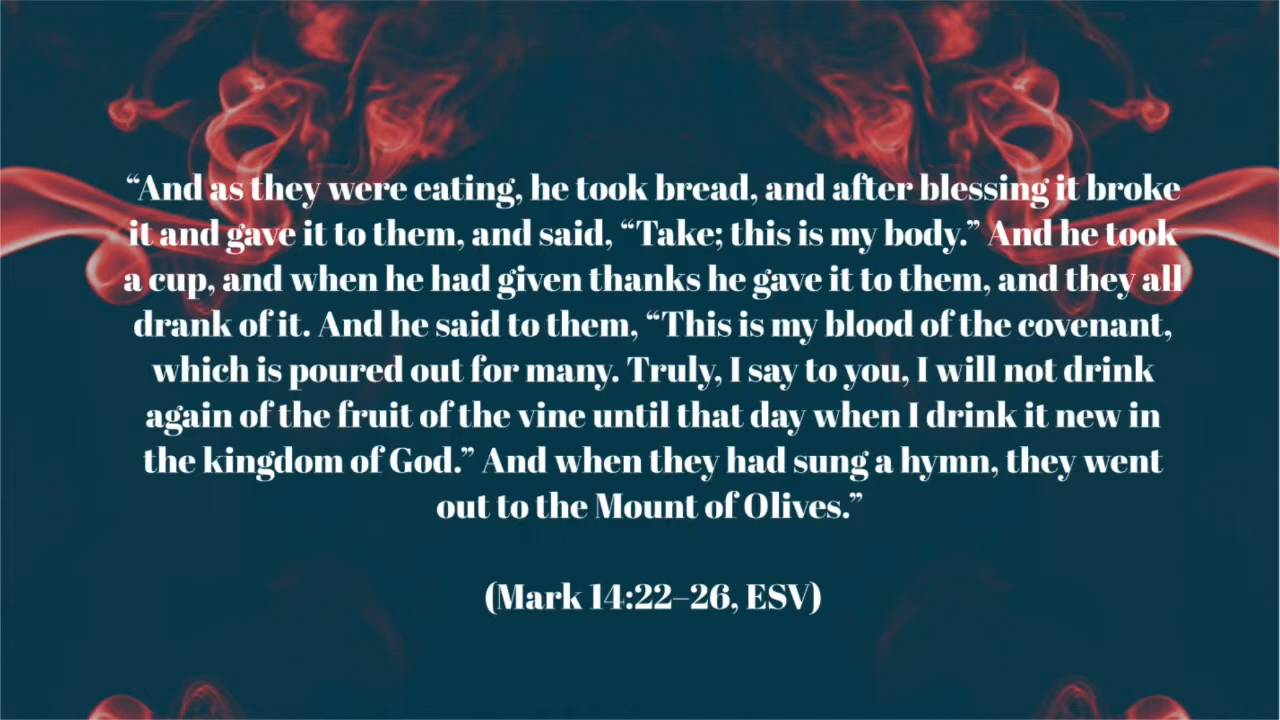 “And as they were eating, he took bread, and after blessing it broke
it and gave it to them, and said, “Take; this is my body.” And he took
a cup, and when he had given thanks he gave it to them, and they all
drank of it. And he said to them, “This is my blood of the covenant,
which is poured out for many. Truly, I say to you, I will not drink
again of the fruit of the vine until that day when I drink it new in
the kingdom of God.” And when they had sung a hymn, they went
out to the Mount of Olives.”
(Mark 14:22–26, ESV)